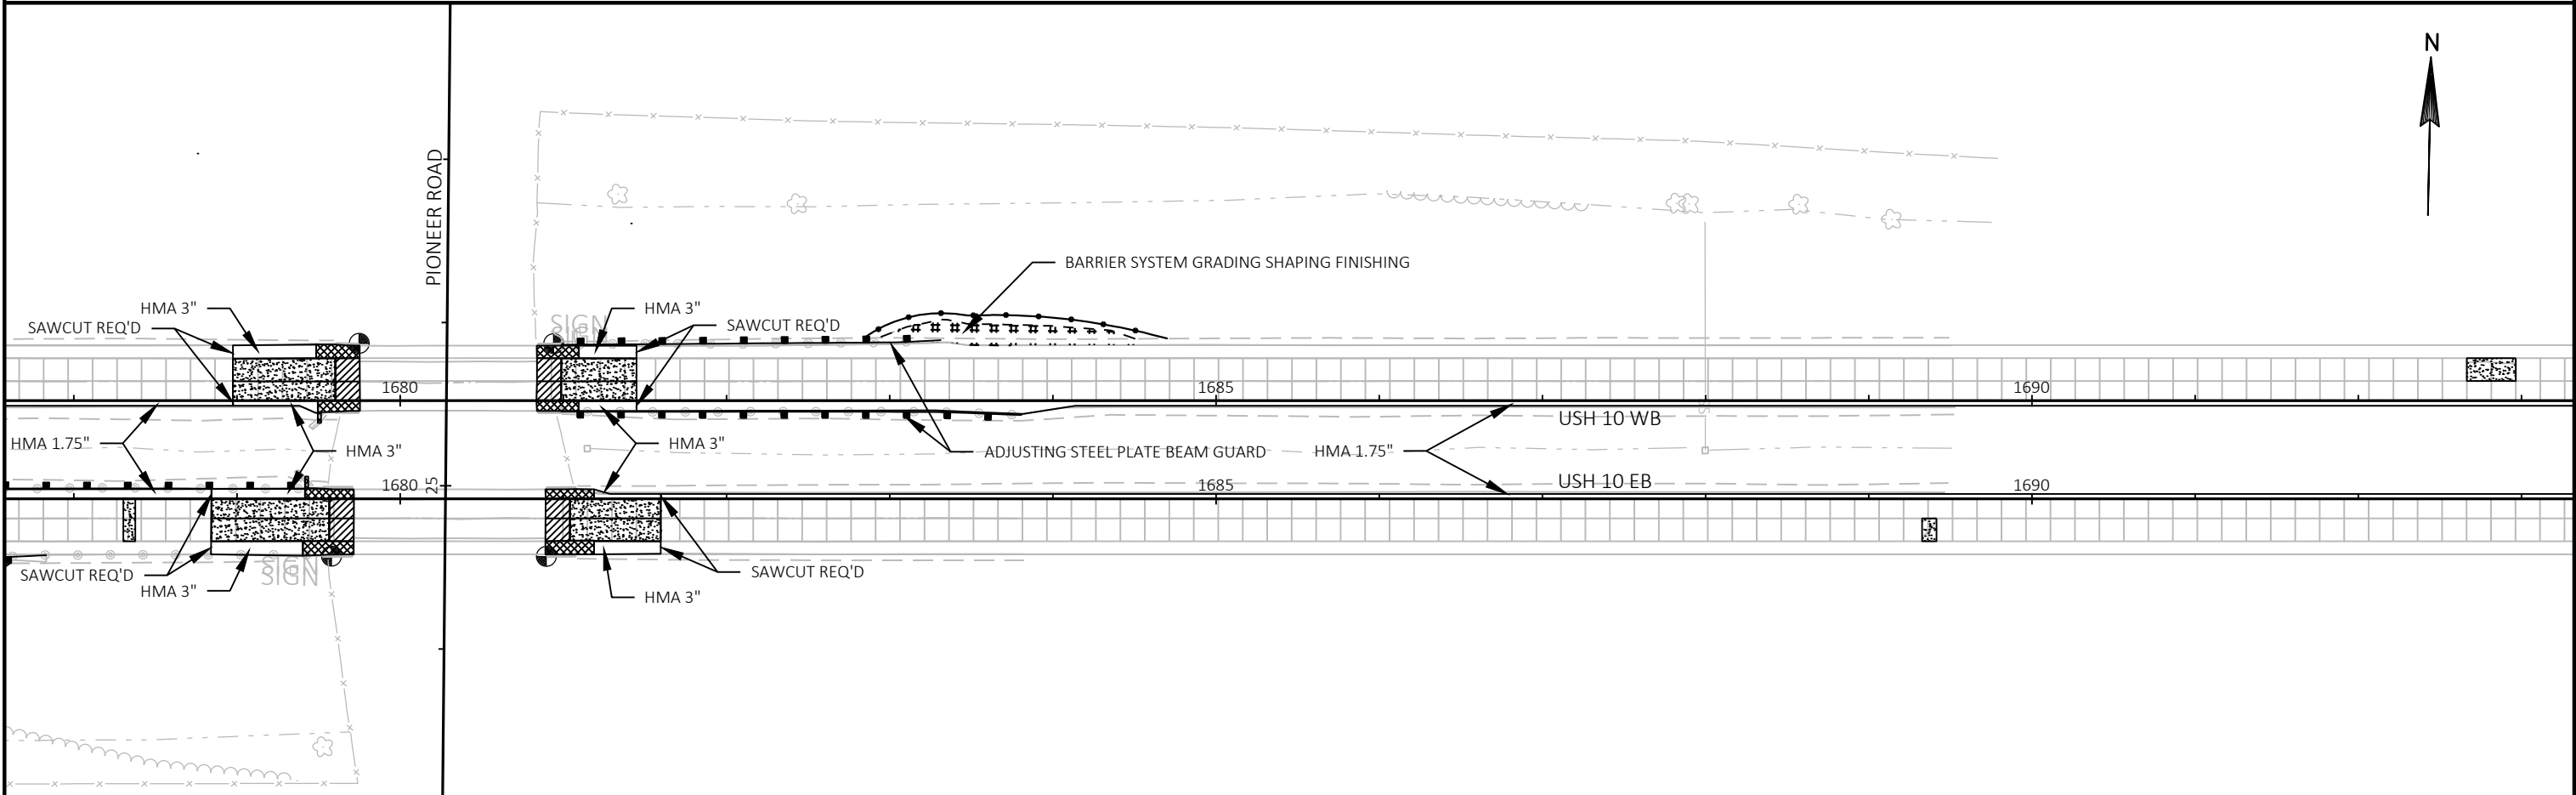 N
PIONEER ROAD
BARRIER SYSTEM GRADING SHAPING FINISHING
HMA 3"
SAWCUT REQ'D
SIGN
HMA 3"
SAWCUT REQ'D
1680
1685
1690
USH 10 WB
HMA 1.75"
HMA 3"
HMA 3"
ADJUSTING STEEL PLATE BEAM GUARD
HMA 1.75"
1680
25
1685
USH 10 EB
1690
SAWCUT REQ'D
HMA 3"
SIGN
SAWCUT REQ'D
HMA 3"